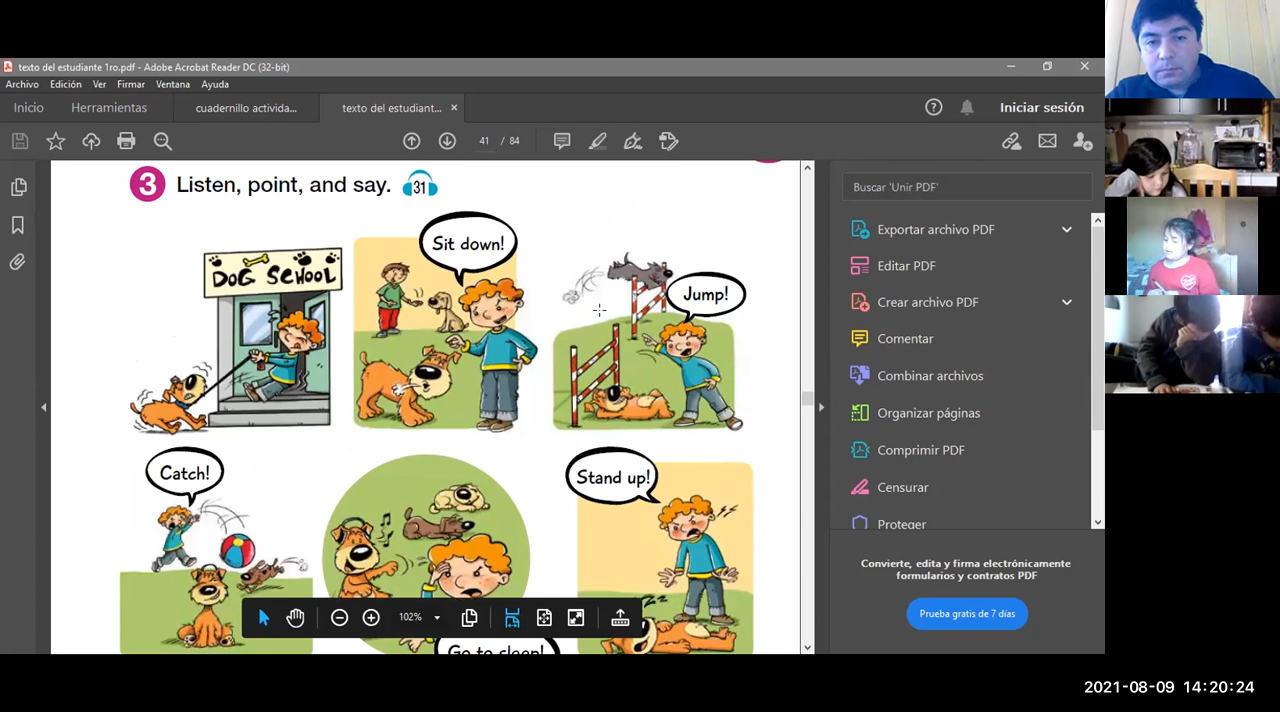 texto del estudiante 1ro.pdf - Adobe Acrobat Reader DC (32-bit)
Archivo Edición Ver Firmar Ventana Ayuda
Inicio Herramientas cuadernillo activida... texto del estudiant... × Iniciar sesión
41 / 84
3 Listen, point, and say. 31
Buscar 'Unir PDF'
Exportar archivo PDF
Editar PDF
Crear archivo PDF
Comentar
Combinar archivos
Organizar páginas
Comprimir PDF
Censurar
Proteger
Convierte, edita y firma electrónicamente
formularios y contratos PDF
Prueba gratis de 7 días
DOG SCHOOL
Sit down!
Jump!
Catch!
Go to sleep!
Stand up!
zz
102%
2021-08-09 14:20:24